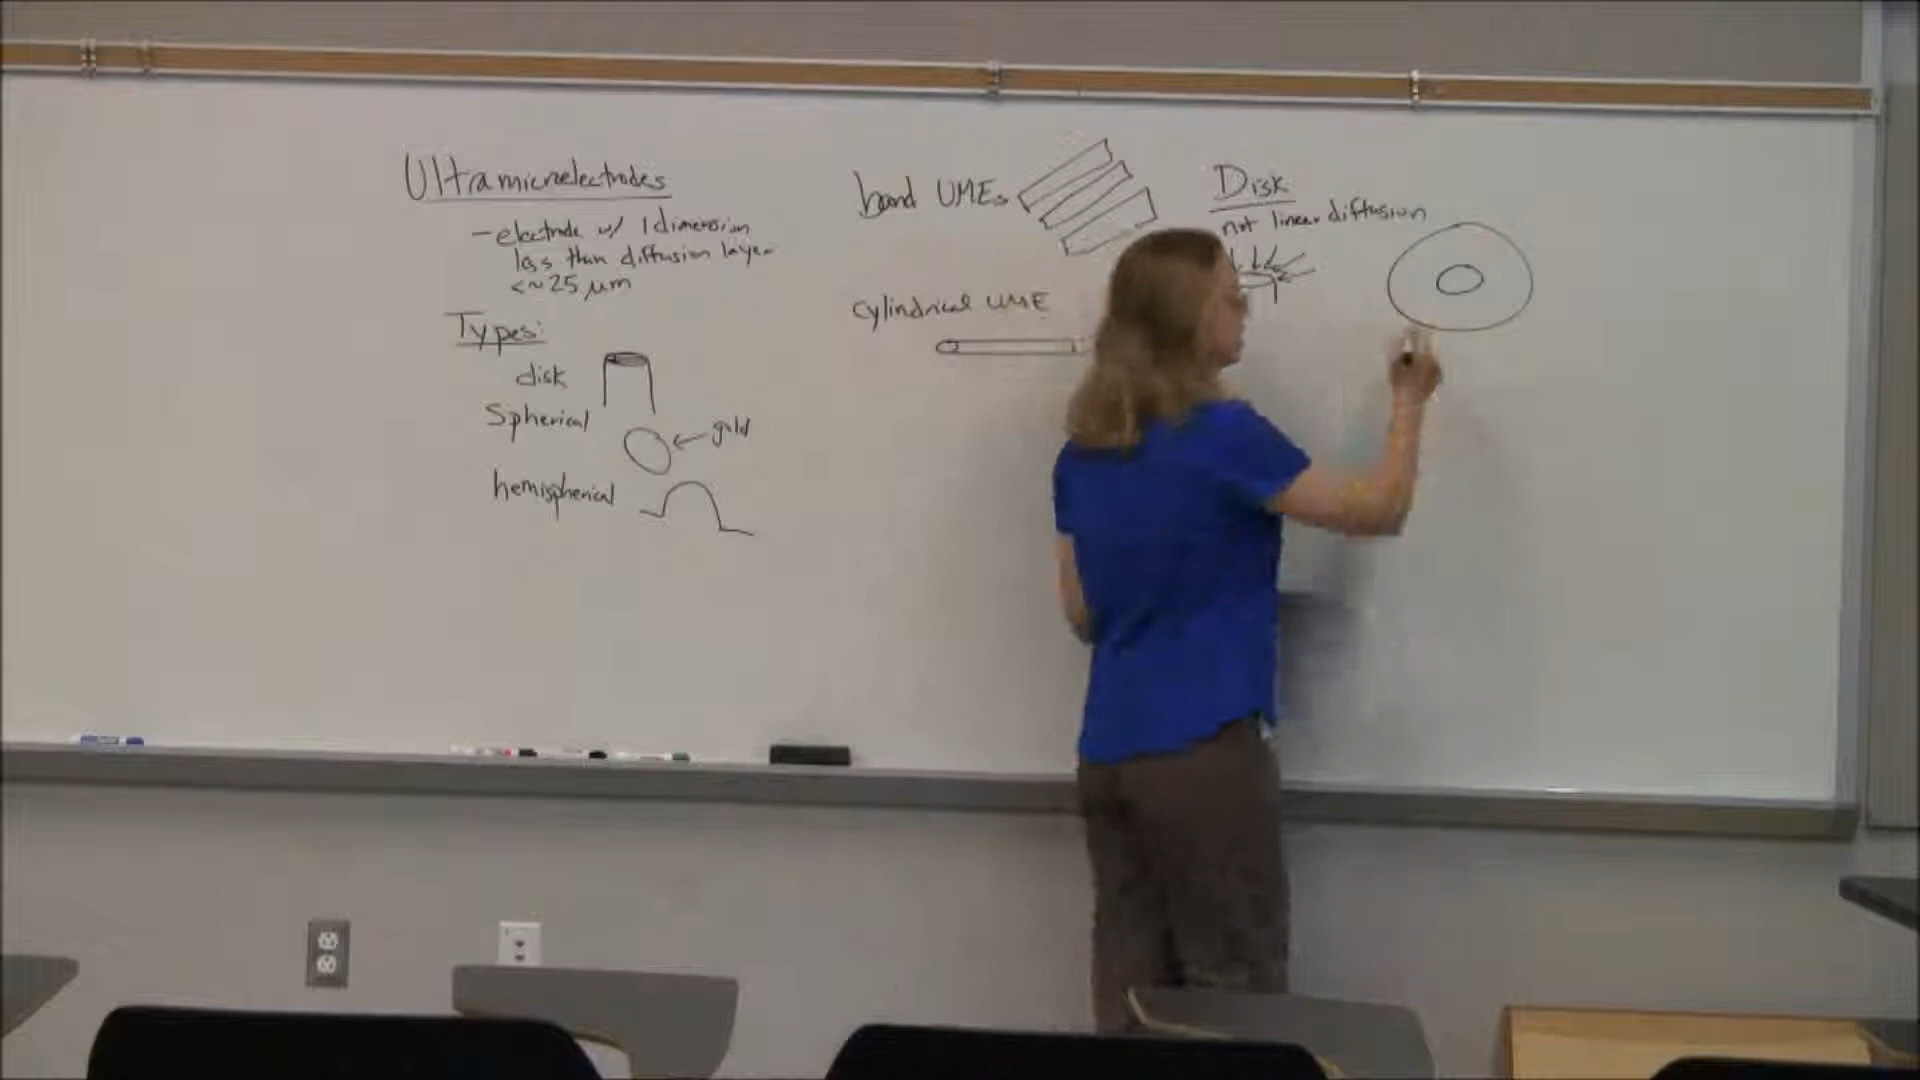 Ultramicroelectrodes
- electrode w/ 1 dimension
less than diffusion layer
<~25 μm
Types:
disk
Spherical
← gold
hemispherical
band UMEs
cylindrical UME
Disk
not linear diffusion